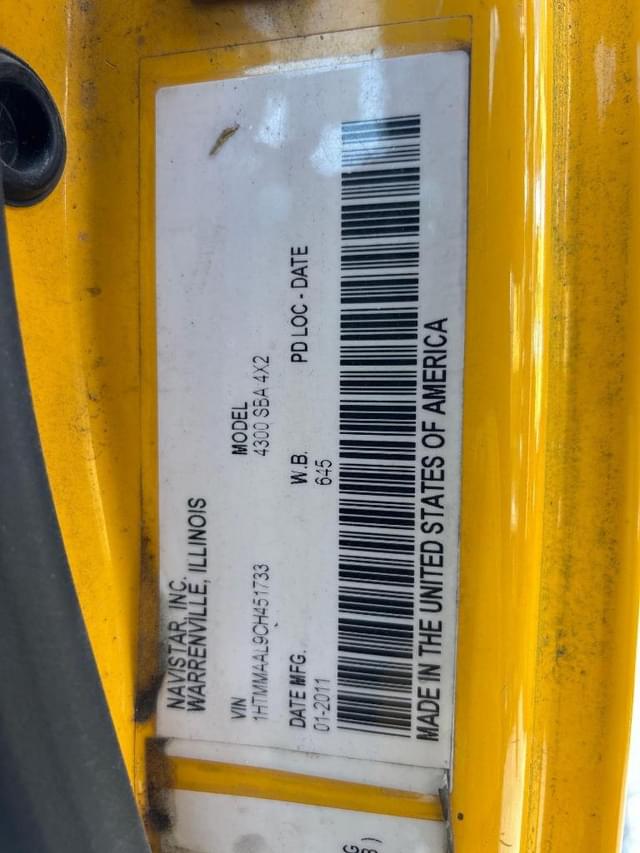 NAVISTAR, INC.
WARRENVILLE, ILLINOIS
VIN
1HTMMAAL9CH451733
MODEL
4300 SBA 4X2
DATE MFG.
01-2011
W.B.
645
PD LOC - DATE
MADE IN THE UNITED STATES OF AMERICA